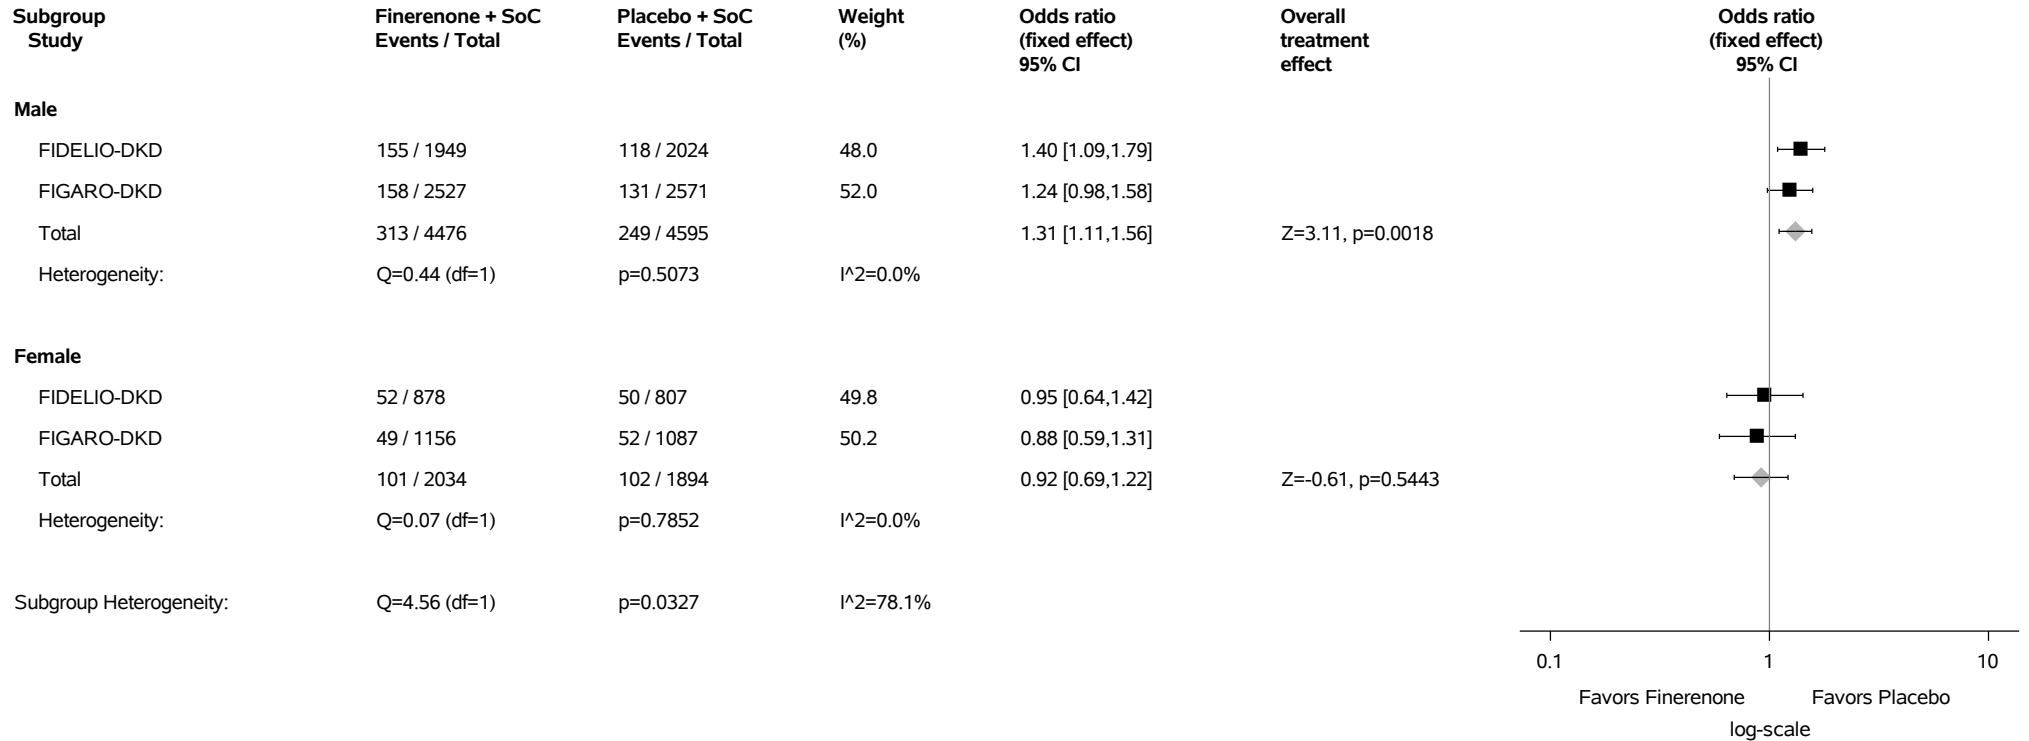 Subgroup Finerenone + SoC Placebo + SoC Weight Odds ratio Overall Odds ratio
Study Events / Total Events / Total (%) (fixed effect) treatment (fixed effect)
95% CI effect 95% CI
Male
FIDELIO-DKD 155 / 1949 118 / 2024 48.0 1.40 [1.09,1.79]
FIGARO-DKD 158 / 2527 131 / 2571 52.0 1.24 [0.98,1.58]
Total 313 / 4476 249 / 4595 1.31 [1.11,1.56] Z=3.11, p=0.0018
Heterogeneity: Q=0.44 (df=1) p=0.5073 I^2=0.0%
Female
FIDELIO-DKD 52 / 878 50 / 807 49.8 0.95 [0.64,1.42]
FIGARO-DKD 49 / 1156 52 / 1087 50.2 0.88 [0.59,1.31]
Total 101 / 2034 102 / 1894 0.92 [0.69,1.22] Z=-0.61, p=0.5443
Heterogeneity: Q=0.07 (df=1) p=0.7852 I^2=0.0%
Subgroup Heterogeneity: Q=4.56 (df=1) p=0.0327 I^2=78.1%
0.1 1 10
Favors Finerenone Favors Placebo
log-scale